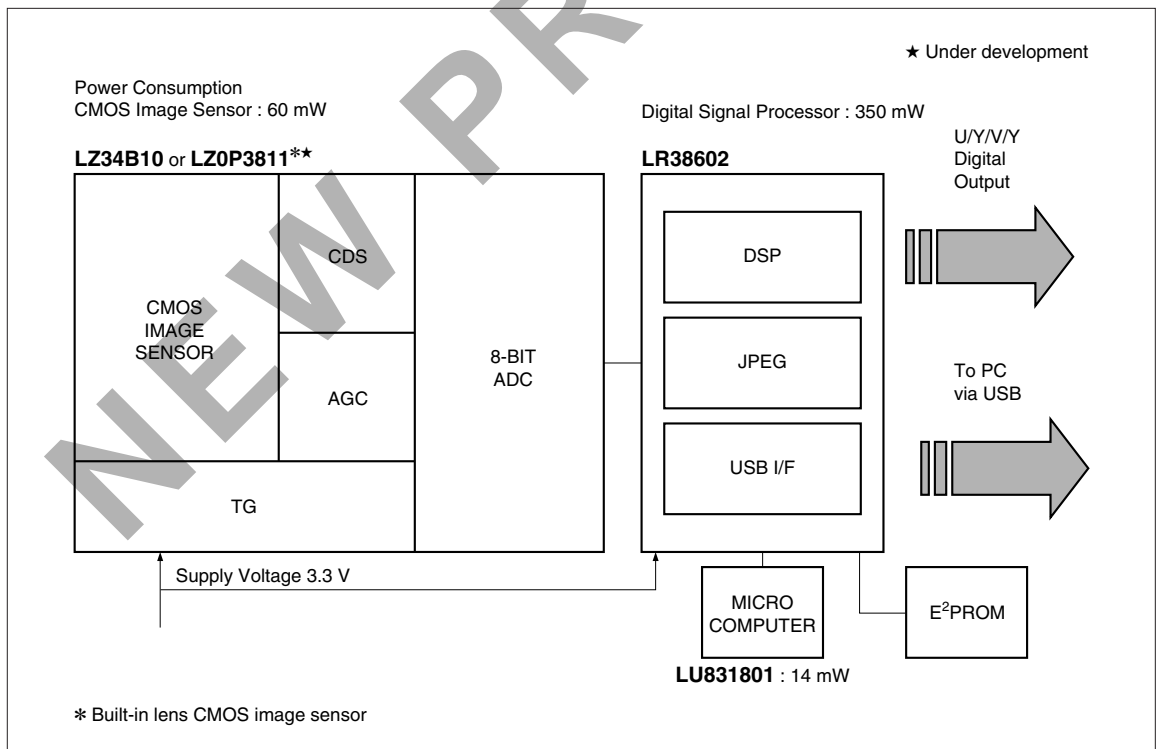 ★ Under development
Power Consumption
CMOS Image Sensor : 60 mW
Digital Signal Processor : 350 mW
LZ34B10 or LZ0P3811*★
LR38602
U/Y/V/Y
Digital
Output
CMOS
IMAGE
SENSOR
CDS
AGC
TG
8-BIT
ADC
DSP
JPEG
USB I/F
To PC
via USB
Supply Voltage 3.3 V
MICRO
COMPUTER
E²PROM
LU831801 : 14 mW
* Built-in lens CMOS image sensor
NEW PR